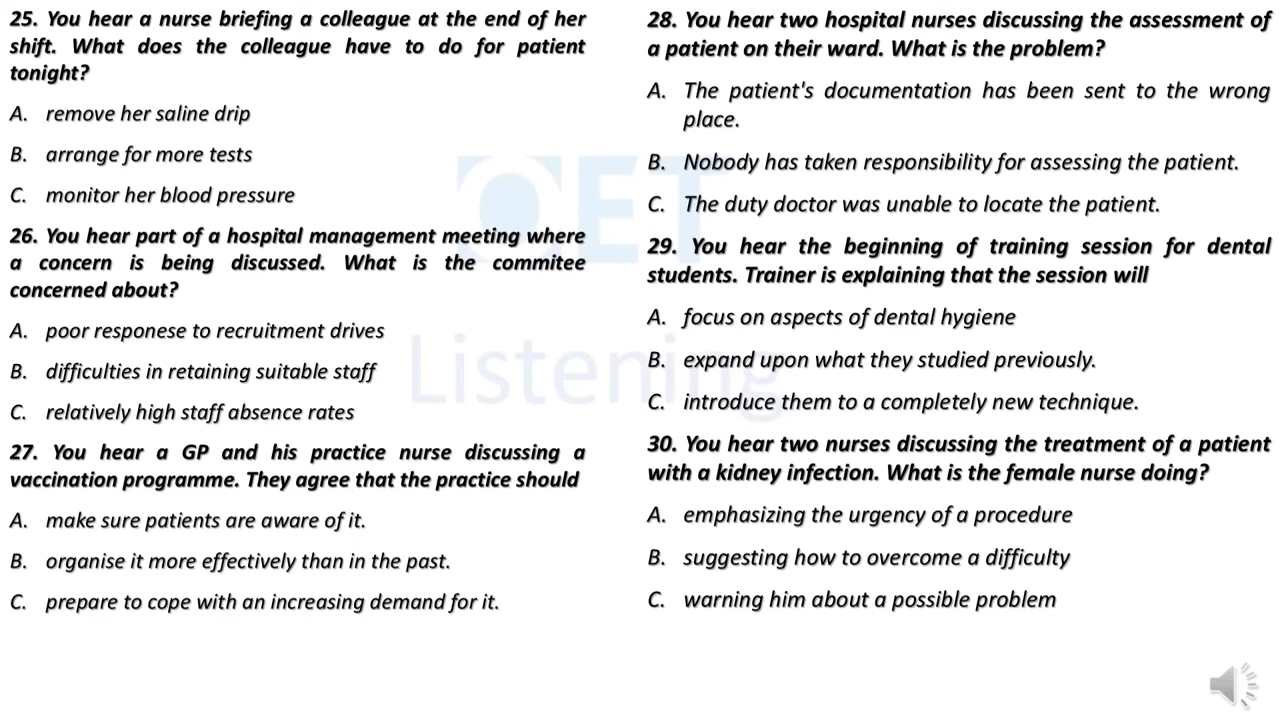 25. You hear a nurse briefing a colleague at the end of her
shift. What does the colleague have to do for patient
tonight?
A. remove her saline drip
B. arrange for more tests
C. monitor her blood pressure
26. You hear part of a hospital management meeting where
a concern is being discussed. What is the commitee
concerned about?
A. poor responese to recruitment drives
B. difficulties in retaining suitable staff
C. relatively high staff absence rates
27. You hear a GP and his practice nurse discussing a
vaccination programme. They agree that the practice should
A. make sure patients are aware of it.
B. organise it more effectively than in the past.
C. prepare to cope with an increasing demand for it.
28. You hear two hospital nurses discussing the assessment of
a patient on their ward. What is the problem?
A. The patient's documentation has been sent to the wrong
place.
B. Nobody has taken responsibility for assessing the patient.
C. The duty doctor was unable to locate the patient.
29. You hear the beginning of training session for dental
students. Trainer is explaining that the session will
A. focus on aspects of dental hygiene
B. expand upon what they studied previously.
C. introduce them to a completely new technique.
30. You hear two nurses discussing the treatment of a patient
with a kidney infection. What is the female nurse doing?
A. emphasizing the urgency of a procedure
B. suggesting how to overcome a difficulty
C. warning him about a possible problem
OET
Listening